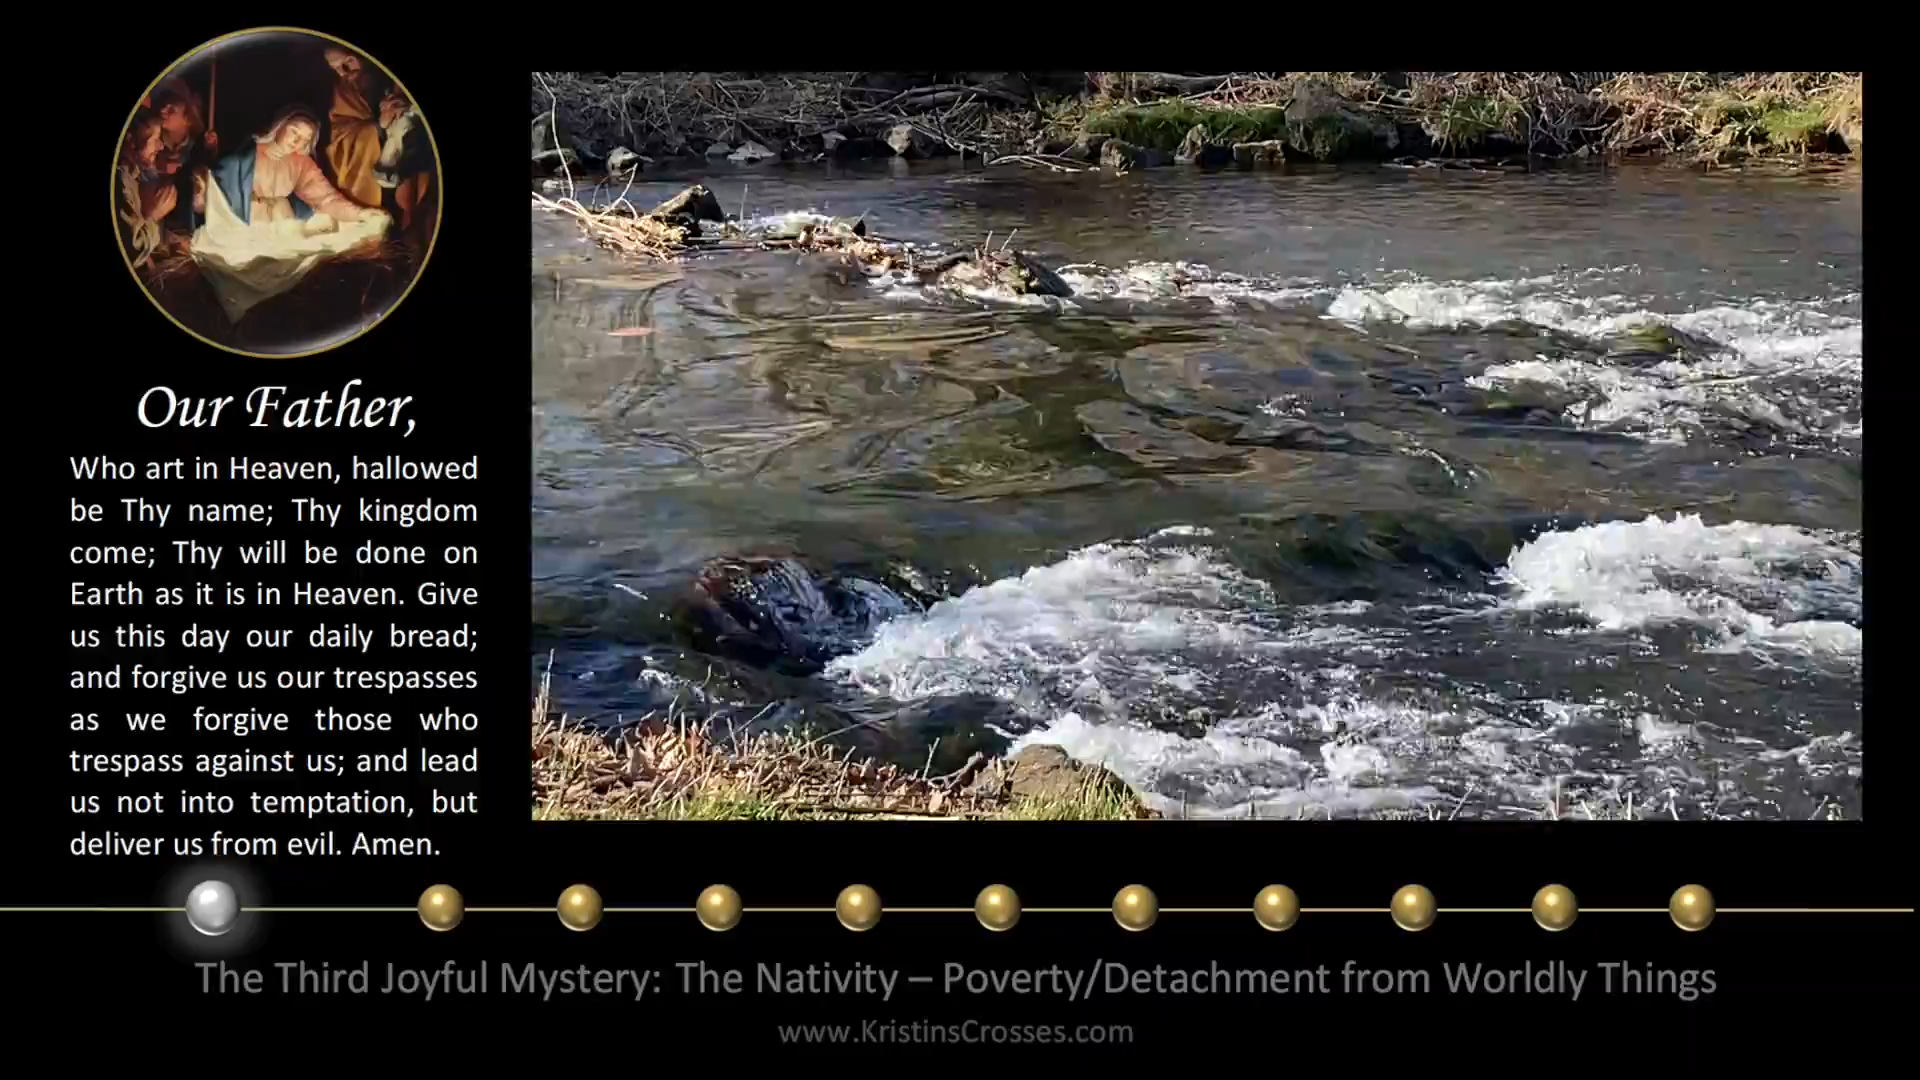 Our Father,
Who art in Heaven, hallowed
be Thy name; Thy kingdom
come; Thy will be done on
Earth as it is in Heaven. Give
us this day our daily bread;
and forgive us our trespasses
as we forgive those who
trespass against us; and lead
us not into temptation, but
deliver us from evil. Amen.
The Third Joyful Mystery: The Nativity – Poverty/Detachment from Worldly Things
www.KristinsCrosses.com